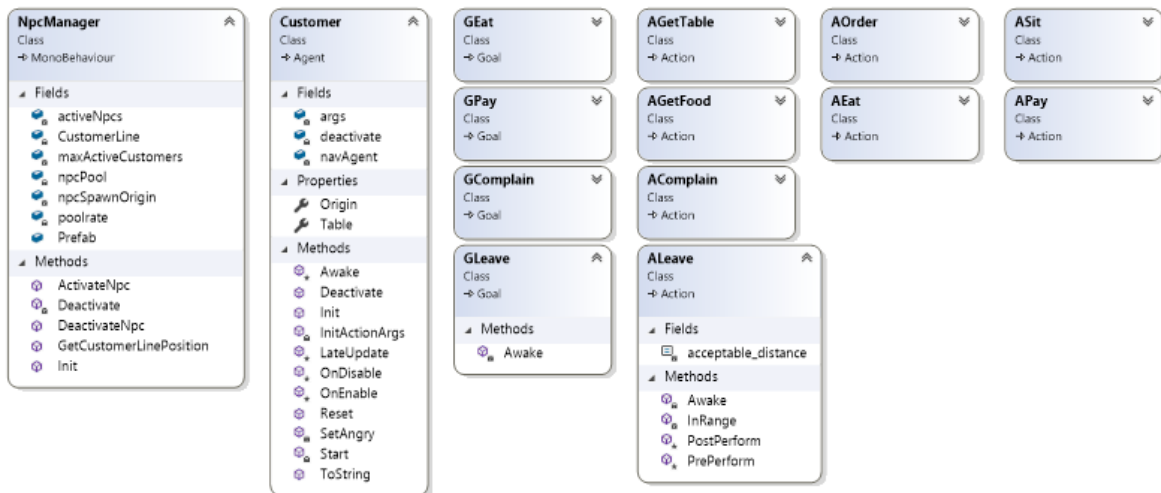 NpcManager
Class
MonoBehaviour
Fields
activeNpcs
CustomerLine
maxActiveCustomers
npcPool
npcSpawnOrigin
poolrate
Prefab
Methods
ActivateNpc
Deactivate
DeactivateNpc
GetCustomerLinePosition
Init
Customer
Class
Agent
Fields
args
deactivate
navAgent
Properties
Origin
Table
Methods
Awake
Deactivate
Init
InitActionArgs
LateUpdate
OnDisable
OnEnable
Reset
SetAngry
Start
ToString
GEat
Class
Goal
GPay
Class
Goal
GComplain
Class
Goal
GLeave
Class
Goal
Methods
Awake
AGetTable
Class
Action
AGetFood
Class
Action
AComplain
Class
Action
ALeave
Class
Action
Fields
acceptable_distance
Methods
Awake
InRange
PostPerform
PrePerform
AOrder
Class
Action
AEat
Class
Action
ASit
Class
Action
APay
Class
Action